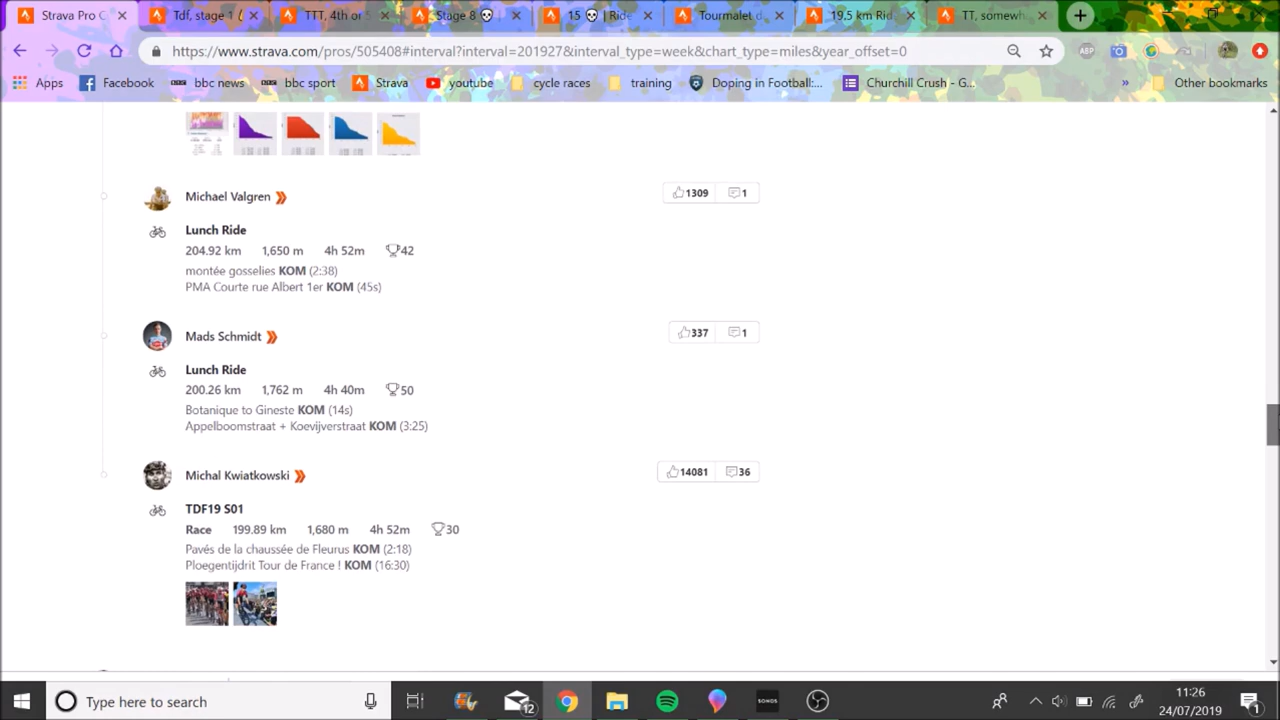 Strava Pro C
Tdf, stage 1 (
TTT, 4th or 5
Stage 8
15 | Ride
Tourmalet d
19.5 km Rid
TT, somewh
https://www.strava.com/pros/505408#interval?interval=201927&interval_type=week&chart_type=miles&year_offset=0
ABP
Apps
Facebook
BBC bbc news
BBC bbc sport
Strava
youtube
cycle races
training
Doping in Football:...
Churchill Crush - G...
»
Other bookmarks
Michael Valgren
1309
1
Lunch Ride
204.92 km 1,650 m 4h 52m 42
montée gosselies KOM (2:38)
PMA Courte rue Albert 1er KOM (45s)
Mads Schmidt
337
1
Lunch Ride
200.26 km 1,762 m 4h 40m 50
Botanique to Gineste KOM (14s)
Appelboomstraat + Koevijverstraat KOM (3:25)
Michal Kwiatkowski
14081
36
TDF19 S01
Race 199.89 km 1,680 m 4h 52m 30
Pavés de la chaussée de Fleurus KOM (2:18)
Ploegentijdrit Tour de France ! KOM (16:30)
Type here to search
12
SONOS
11:26
24/07/2019
1